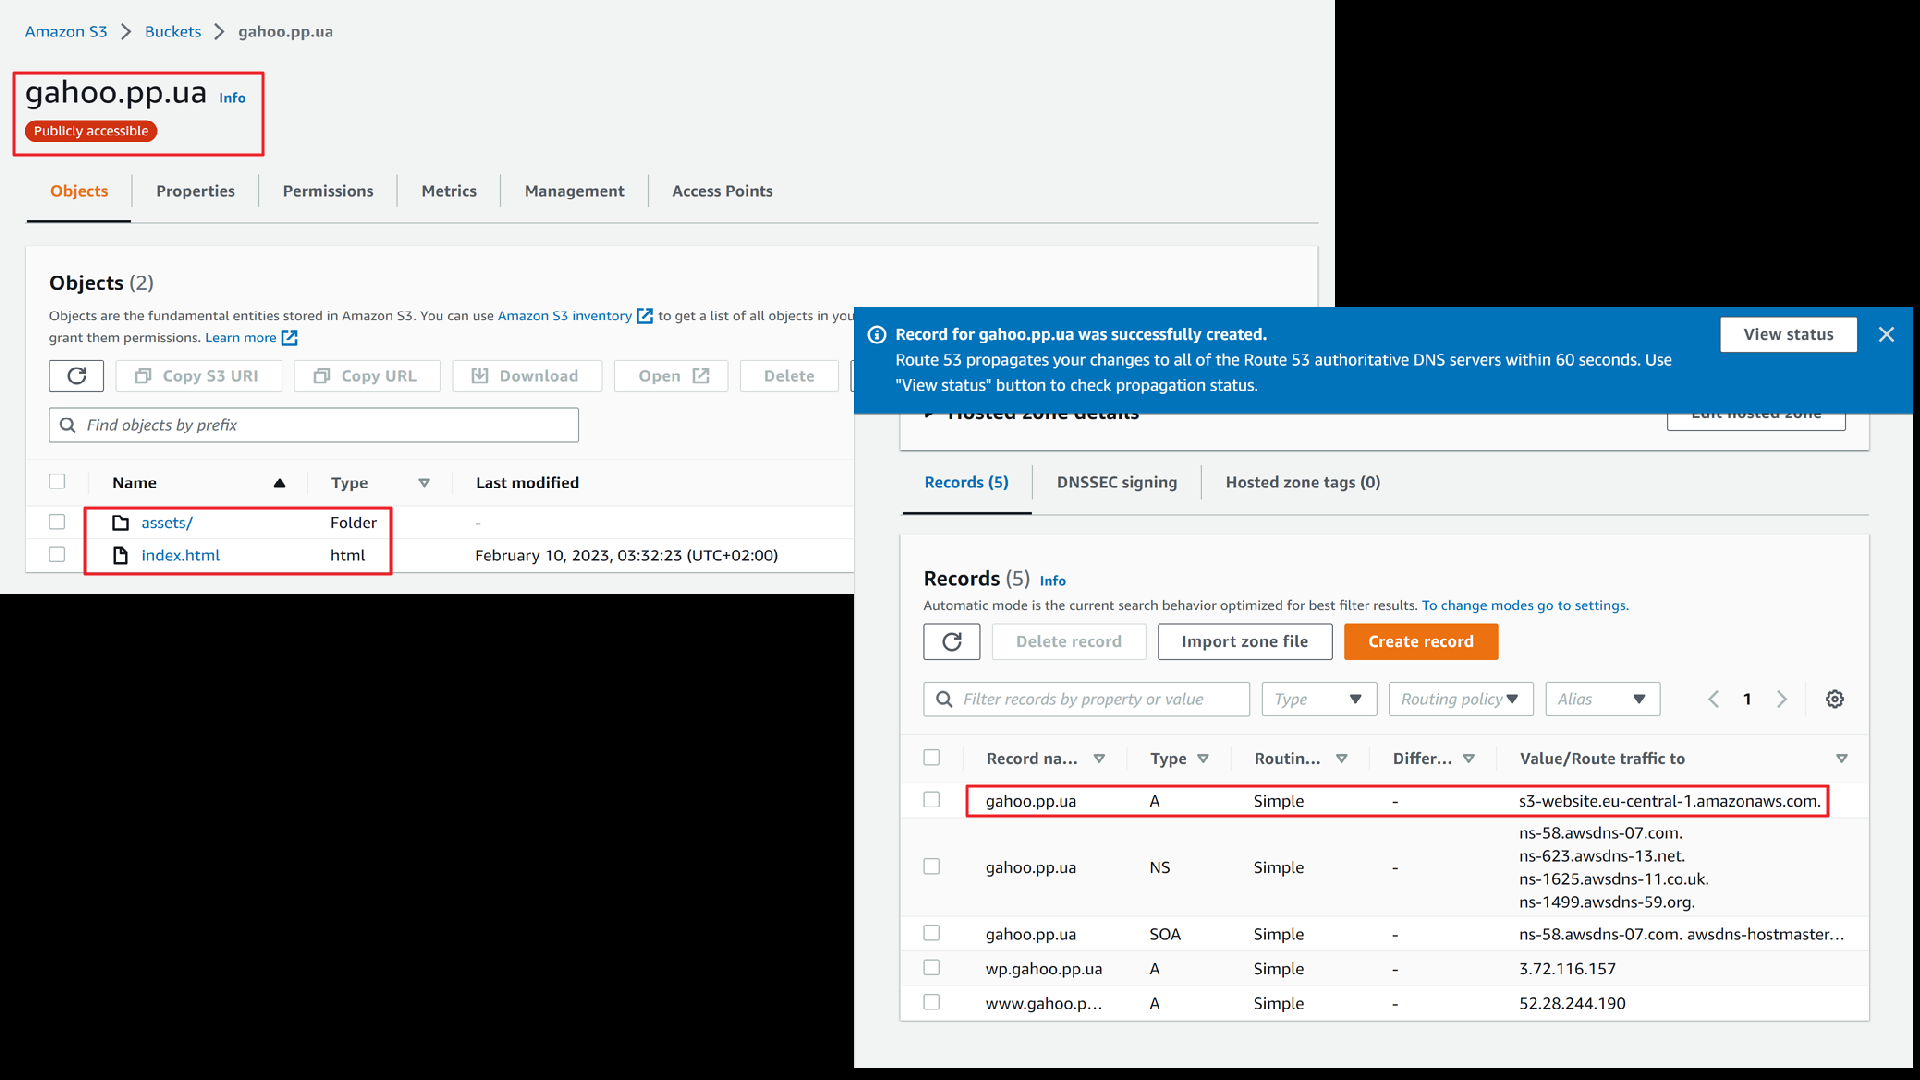 Amazon S3 > Buckets > gahoo.pp.ua
gahoo.pp.ua Info
Publicly accessible
Objects Properties Permissions Metrics Management Access Points
Objects (2)
Objects are the fundamental entities stored in Amazon S3. You can use Amazon S3 inventory to get a list of all objects in you
grant them permissions. Learn more
Copy S3 URI Copy URL Download Open Delete
Find objects by prefix
Name Type Last modified
assets/ Folder -
index.html html February 10, 2023, 03:32:23 (UTC+02:00)
Record for gahoo.pp.ua was successfully created.
Route 53 propagates your changes to all of the Route 53 authoritative DNS servers within 60 seconds. Use
"View status" button to check propagation status.
View status
Hosted zone details Edit hosted zone
Records (5) DNSSEC signing Hosted zone tags (0)
Records (5) Info
Automatic mode is the current search behavior optimized for best filter results. To change modes go to settings.
Delete record Import zone file Create record
Filter records by property or value Type Routing policy Alias 1
Record na... Type Routin... Differ... Value/Route traffic to
gahoo.pp.ua A Simple - s3-website.eu-central-1.amazonaws.com.
gahoo.pp.ua NS Simple - ns-58.awsdns-07.com.
ns-623.awsdns-13.net.
ns-1625.awsdns-11.co.uk.
ns-1499.awsdns-59.org.
gahoo.pp.ua SOA Simple - ns-58.awsdns-07.com. awsdns-hostmaster...
wp.gahoo.pp.ua A Simple - 3.72.116.157
www.gahoo.p... A Simple - 52.28.244.190